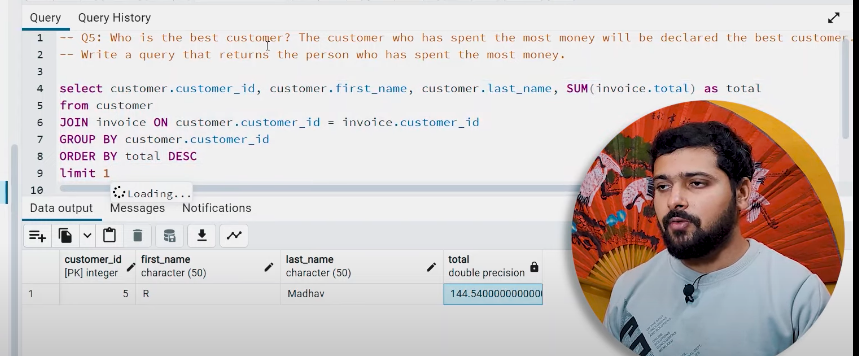 Query Query History
1 -- Q5: Who is the best customer? The customer who has spent the most money will be declared the best customer.
2 -- Write a query that returns the person who has spent the most money.
3
4 select customer.customer_id, customer.first_name, customer.last_name, SUM(invoice.total) as total
5 from customer
6 JOIN invoice ON customer.customer_id = invoice.customer_id
7 GROUP BY customer.customer_id
8 ORDER BY total DESC
9 limit 1
10
Loading...
Data output Messages Notifications
customer_id first_name last_name total
[PK] integer character (50) character (50) double precision
1 5 R Madhav 144.5400000000000